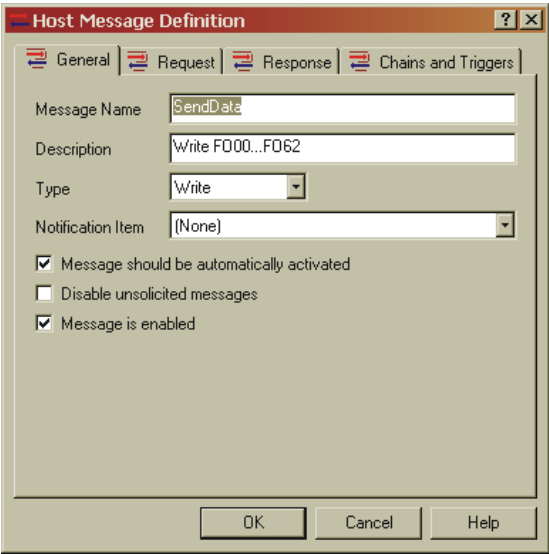 Host Message Definition
General Request Response Chains and Triggers
Message Name SendData
Description Write F000...F062
Type Write
Notification Item (None)
Message should be automatically activated
Disable unsolicited messages
Message is enabled
OK Cancel Help